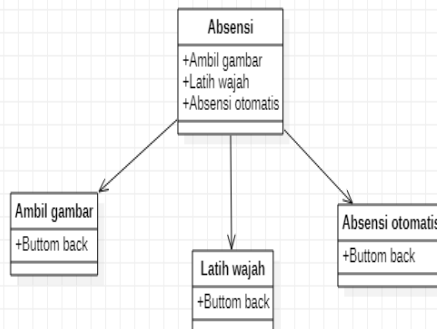 Absensi
+Ambil gambar
+Latih wajah
+Absensi otomatis
Ambil gambar
+Buttom back
Latih wajah
+Buttom back
Absensi otomatis
+Buttom back